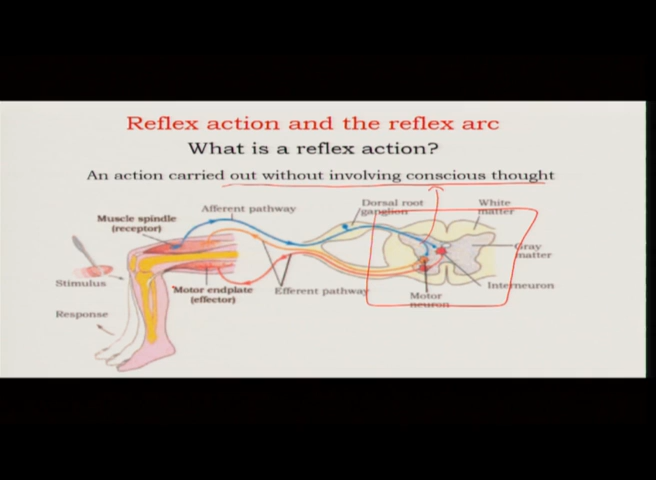 Reflex action and the reflex arc
What is a reflex action?
An action carried out without involving conscious thought
Afferent pathway
Dorsal root
ganglion
White
matter
Muscle spindle
(receptor)
Gray
matter
Stimulus
Motor endplate
(effector)
Efferent pathway
Interneuron
Motor
neuron
Response